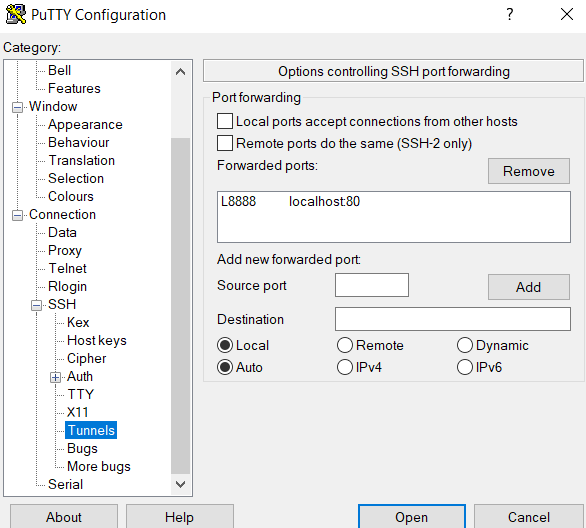 PuTTY Configuration
Category:
Bell
Features
Window
Appearance
Behaviour
Translation
Selection
Colours
Connection
Data
Proxy
Telnet
Rlogin
SSH
Kex
Host keys
Cipher
Auth
TTY
X11
Tunnels
Bugs
More bugs
Serial
Options controlling SSH port forwarding
Port forwarding
Local ports accept connections from other hosts
Remote ports do the same (SSH-2 only)
Forwarded ports:
Remove
L8888 localhost:80
Add new forwarded port:
Source port
Add
Destination
Local Remote Dynamic
Auto IPv4 IPv6
About Help Open Cancel